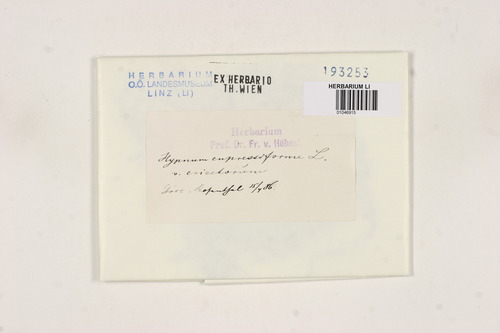 HERBARIUM
O.Ö. LANDESMUSEUM
LINZ (LI)
EX HERBARIO
TH. WIEN
193253
HERBARIUM LI
01046915
Herbarium
Prof. Dr. Fr. v. Höhnel
Hypnum cupressiforme L.
v. ericetorum